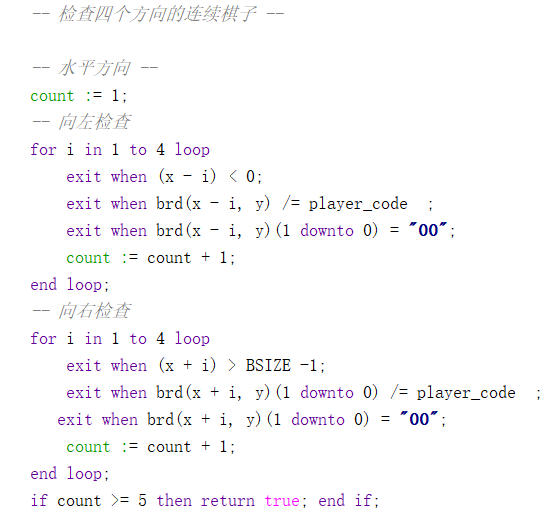 -- 检查四个方向的连续棋子 --
-- 水平方向 --
count := 1;
-- 向左检查
for i in 1 to 4 loop
exit when (x - i) < 0;
exit when brd(x - i, y) /= player_code ;
exit when brd(x - i, y)(1 downto 0) = "00";
count := count + 1;
end loop;
-- 向右检查
for i in 1 to 4 loop
exit when (x + i) > BSIZE -1;
exit when brd(x + i, y)(1 downto 0) /= player_code ;
exit when brd(x + i, y)(1 downto 0) = "00";
count := count + 1;
end loop;
if count >= 5 then return true; end if;